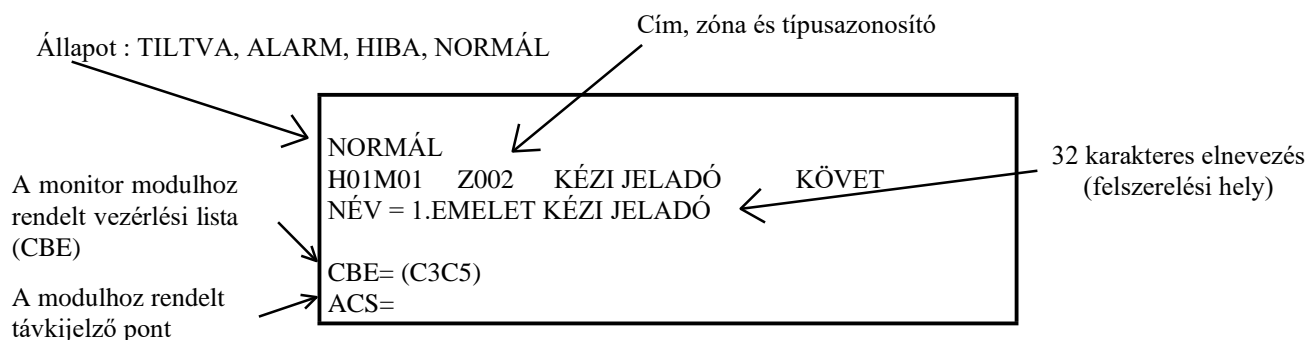 Cím, zóna és típusazonosító
Állapot : TILTVA, ALARM, HIBA, NORMÁL
NORMÁL
H01M01 Z002 KÉZI JELADÓ KÖVET
NÉV = 1.EMELET KÉZI JELADÓ
CBE= (C3C5)
ACS=
32 karakteres elnevezés
(felszerelési hely)
A monitor modulhoz
rendelt vezérlési lista
(CBE)
A modulhoz rendelt
távkijelző pont